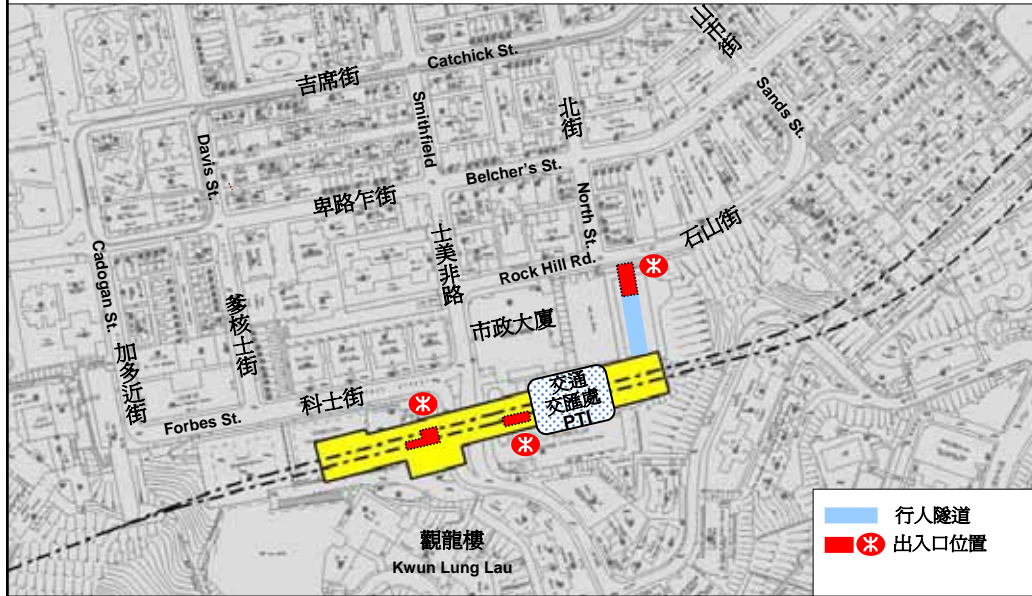 山市街
Catchick St.
吉席街
Sands St.
Smithfield
北街
Davis St.
Belcher's St.
卑路乍街
North St.
石山街
士美非路
Rock Hill Rd.
Cadogan St.
爹核士街
市政大廈
加多近街
交通
交匯處
PTI
科士街
Forbes St.
觀龍樓
Kwun Lung Lau
行人隧道
出入口位置